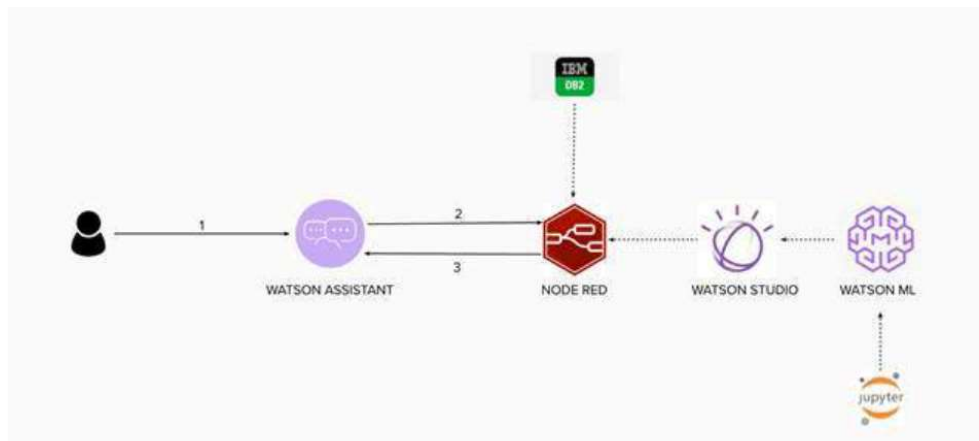 IBM
DB2
1
2
3
WATSON ASSISTANT
NODE RED
WATSON STUDIO
WATSON ML
jupyter